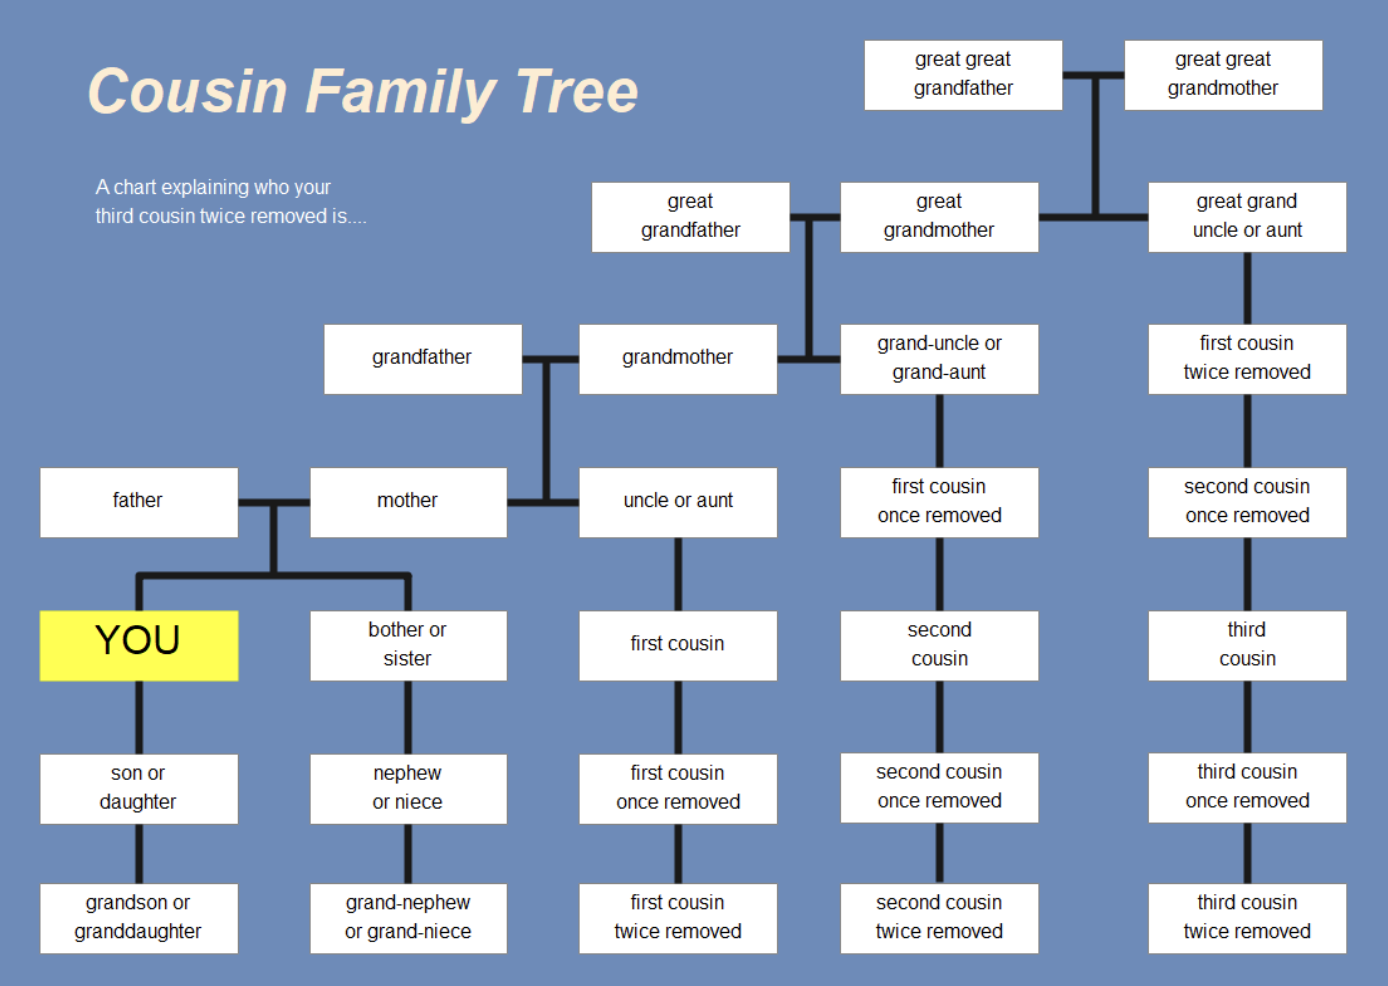 Cousin Family Tree
A chart explaining who your
third cousin twice removed is....
great great
grandfather
great great
grandmother
great
grandfather
great
grandmother
great grand
uncle or aunt
grandfather
grandmother
grand-uncle or
grand-aunt
first cousin
twice removed
father
mother
uncle or aunt
first cousin
once removed
second cousin
once removed
YOU
bother or
sister
first cousin
second
cousin
third
cousin
son or
daughter
nephew
or niece
first cousin
once removed
second cousin
once removed
third cousin
once removed
grandson or
granddaughter
grand-nephew
or grand-niece
first cousin
twice removed
second cousin
twice removed
third cousin
twice removed